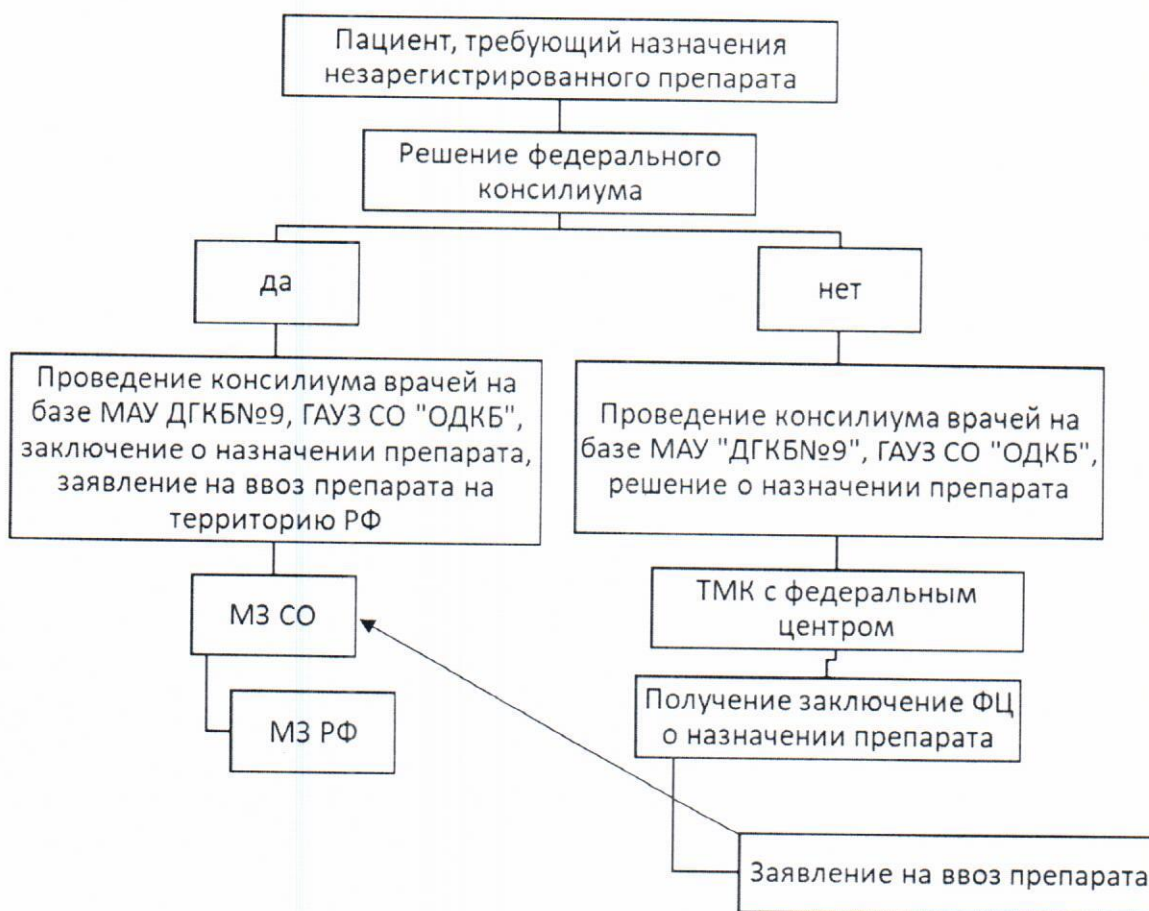 Пациент, требующий назначения
незарегистрированного препарата
Решение федерального
консилиума
да
нет
Проведение консилиума врачей на
базе МАУ ДГКБ№9, ГАУЗ СО "ОДКБ",
заключение о назначении препарата,
заявление на ввоз препарата на
территорию РФ
Проведение консилиума врачей на
базе МАУ "ДГКБ№9", ГАУЗ СО "ОДКБ",
решение о назначении препарата
МЗ СО
ТМК с федеральным
центром
МЗ РФ
Получение заключение ФЦ
о назначении препарата
Заявление на ввоз препарата